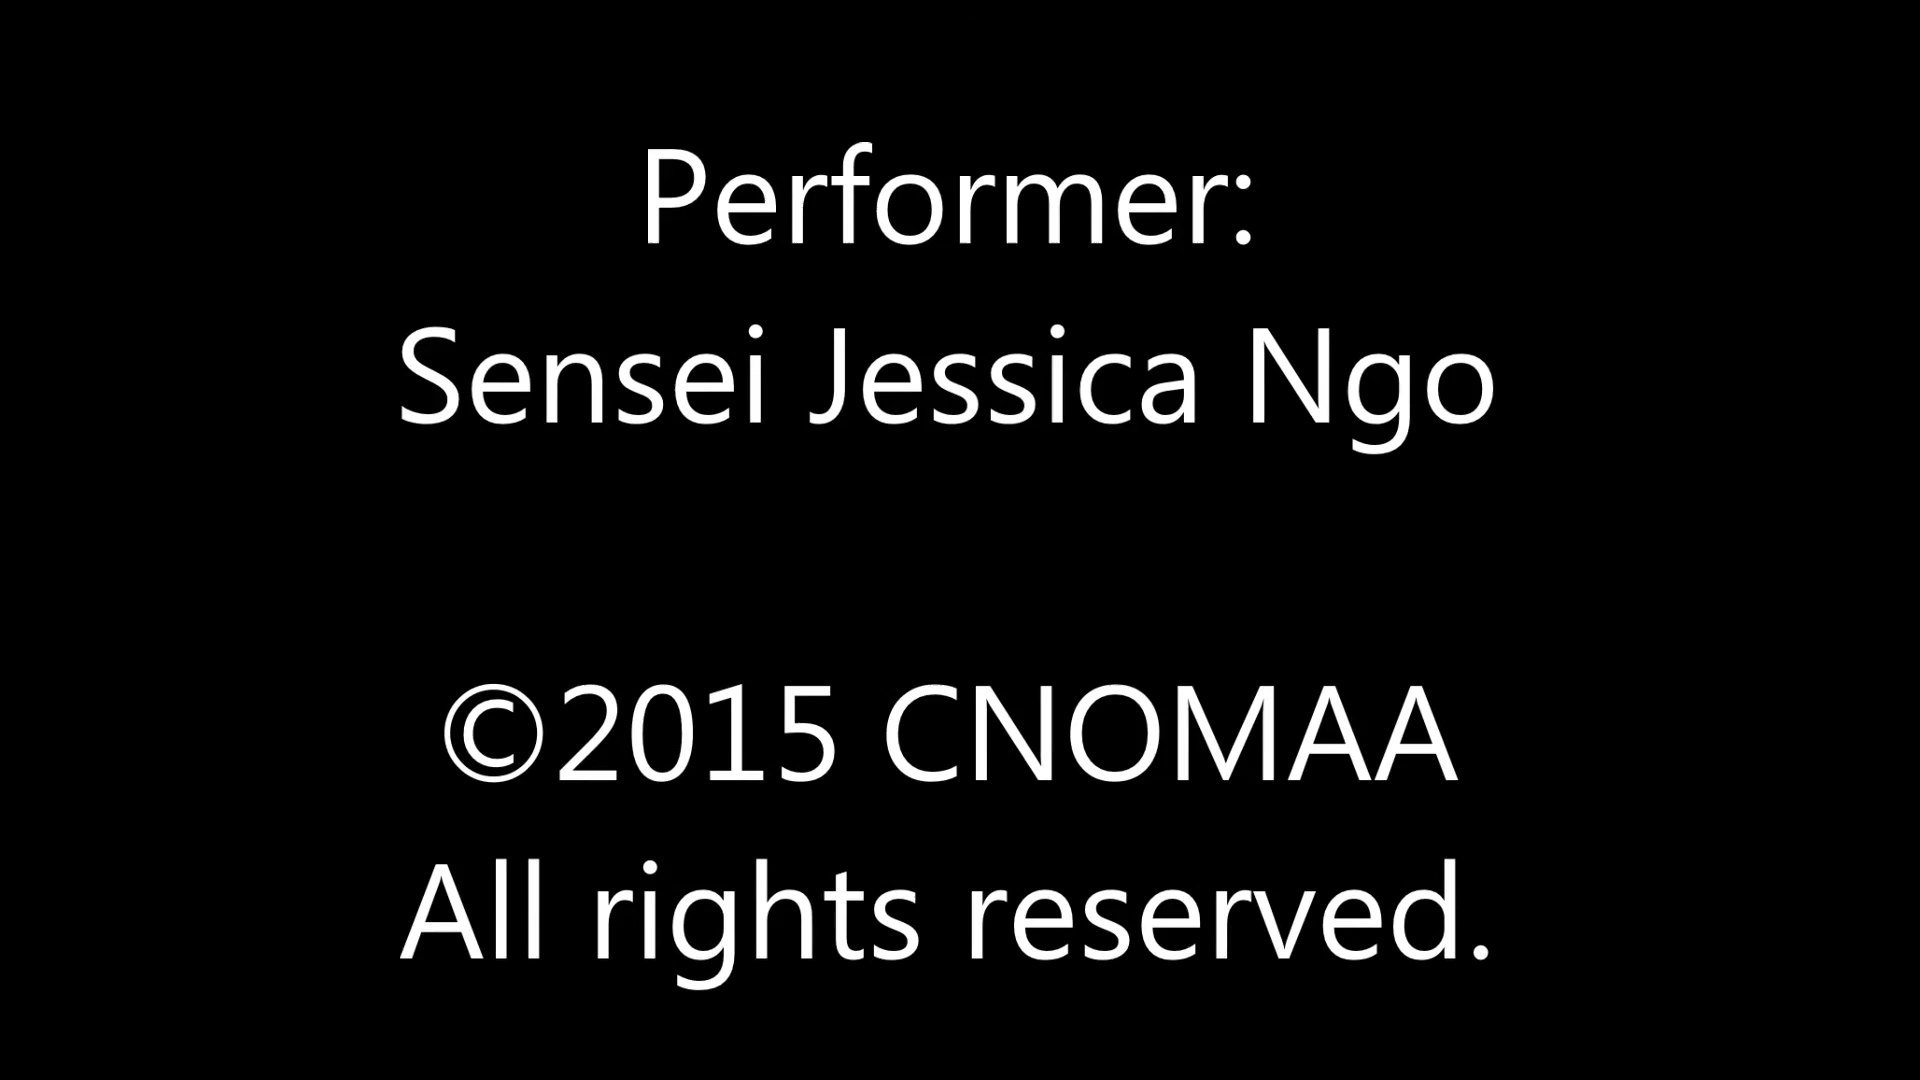 Performer:
Sensei Jessica Ngo
©2015 CNOMAA
All rights reserved.